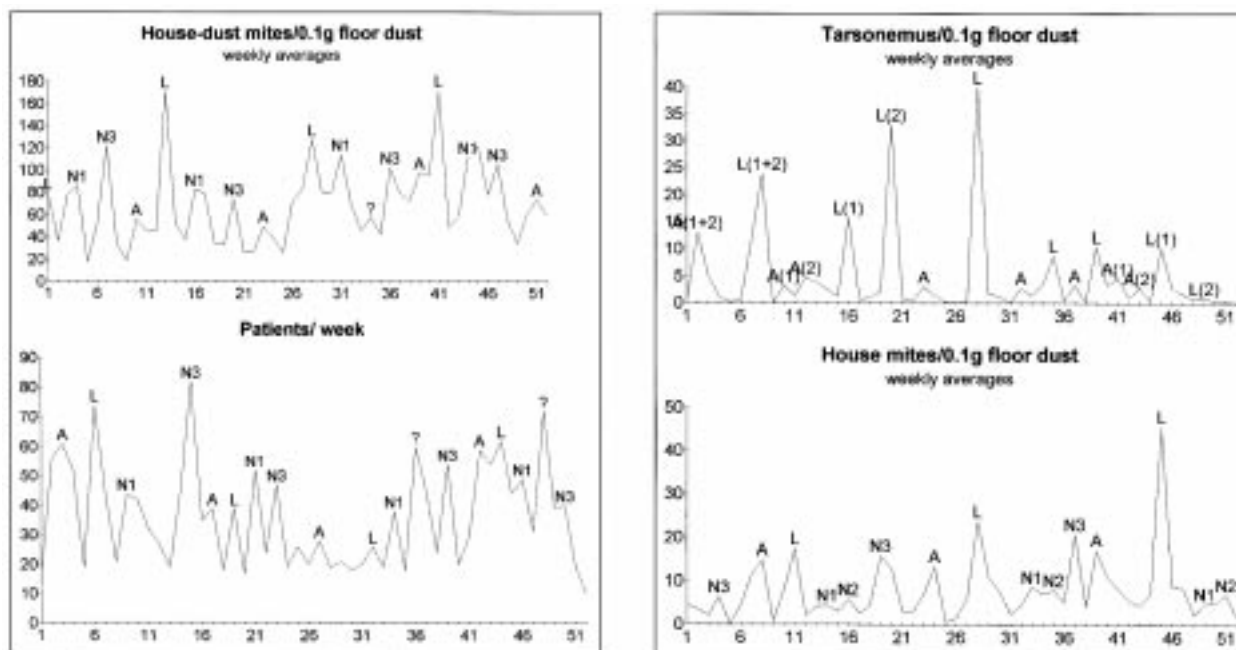 House-dust mites/0.1g floor dust
weekly averages
180
160
140
120
100
80
60
40
20
0
L N1 N3 A L N1 N3 A L N1 ? N3 A L N3 N3 A
1 6 11 16 21 26 31 36 41 46 51
Patients/ week
90
80
70
60
50
40
30
20
10
0
A L N1 N3 A L N1 N3 A L N1 ? N3 A L N1 ? N3
1 6 11 16 21 26 31 36 41 46 51
Tarsonemus/0.1g floor dust
weekly averages
40
35
30
25
20
15
10
5
0
A(1+2) L(1+2) A(1) A(2) L(1) L(2) A L A L A L A(1) A(2) L(1) L(2)
1 6 11 16 21 26 31 36 41 46 51
House mites/0.1g floor dust
weekly averages
50
40
30
20
10
0
N3 A L N1 N2 N3 A L N1 N2 N3 A L N1 N2
1 6 11 16 21 26 31 36 41 46 51